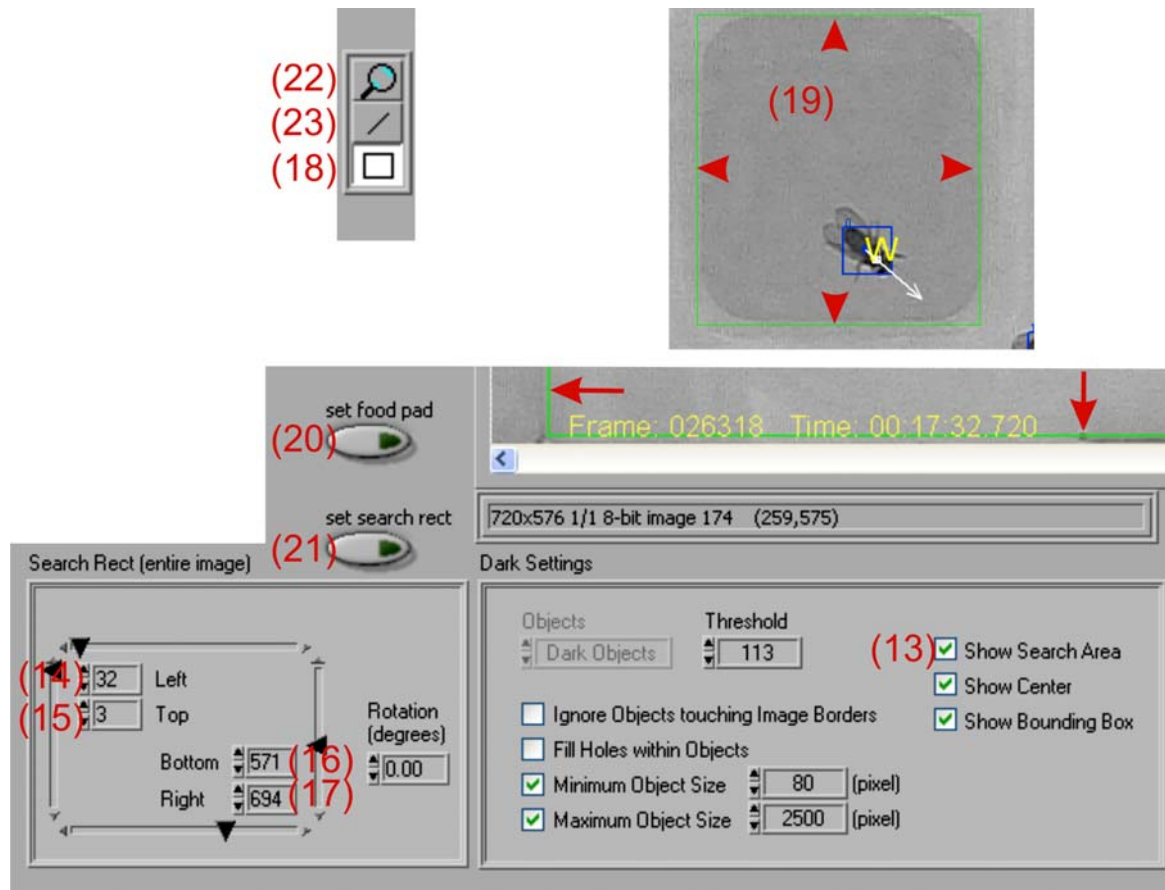 (22)
(23)
(18)
(19)
W
set food pad
(20)
Frame: 026318 Time: 00:17:32.720
set search rect
(21)
720x576 1/1 8-bit image 174 (259,575)
Search Rect (entire image)
(14) 32 Left
(15) 3 Top
Bottom 571 (16)
Right 694 (17)
Rotation
(degrees)
0.00
Dark Settings
Objects
Dark Objects
Threshold
113
(13) Show Search Area
Show Center
Show Bounding Box
Ignore Objects touching Image Borders
Fill Holes within Objects
Minimum Object Size 80 (pixel)
Maximum Object Size 2500 (pixel)